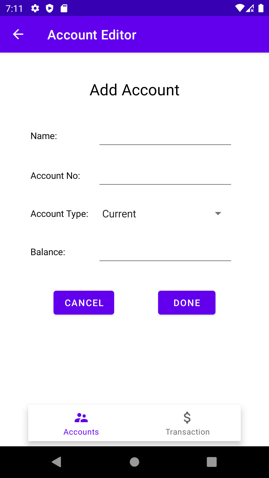 7:11
Account Editor
Add Account
Name:
Account No:
Account Type: Current
Balance:
CANCEL DONE
Accounts Transaction